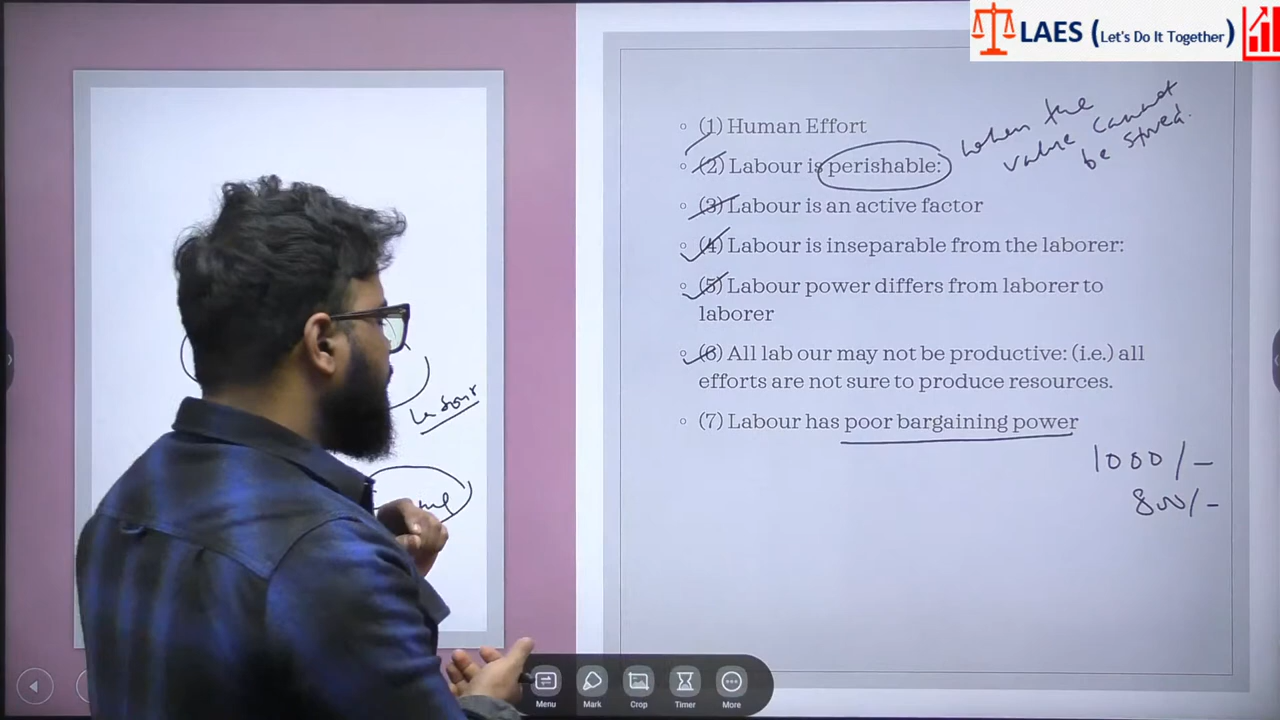 LAES (Let's Do It Together)
(1) Human Effort
(2) Labour is perishable:
when the
value cannot
be stored.
(3) Labour is an active factor
(4) Labour is inseparable from the laborer:
(5) Labour power differs from laborer to
laborer
(6) All lab our may not be productive: (i.e.) all
efforts are not sure to produce resources.
(7) Labour has poor bargaining power
1000/-
800/-
Labour
Menu
Mark
Crop
Timer
More